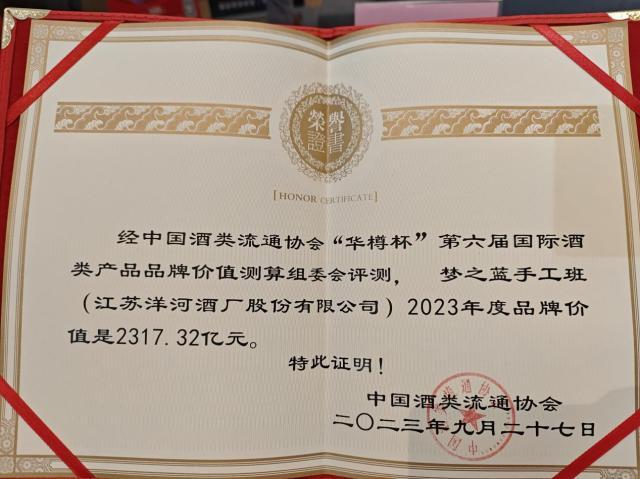 榮譽
證書
[HONOR CERTIFICATE]
经中国酒类流通协会“华樽杯”第六届国际酒
类产品品牌价值测算组委会评测， 梦之蓝手工班
（江苏洋河酒厂股份有限公司）2023年度品牌价
值是2317.32亿元。
特此证明！
中国酒类流通协会
二〇二三年九月二十七日